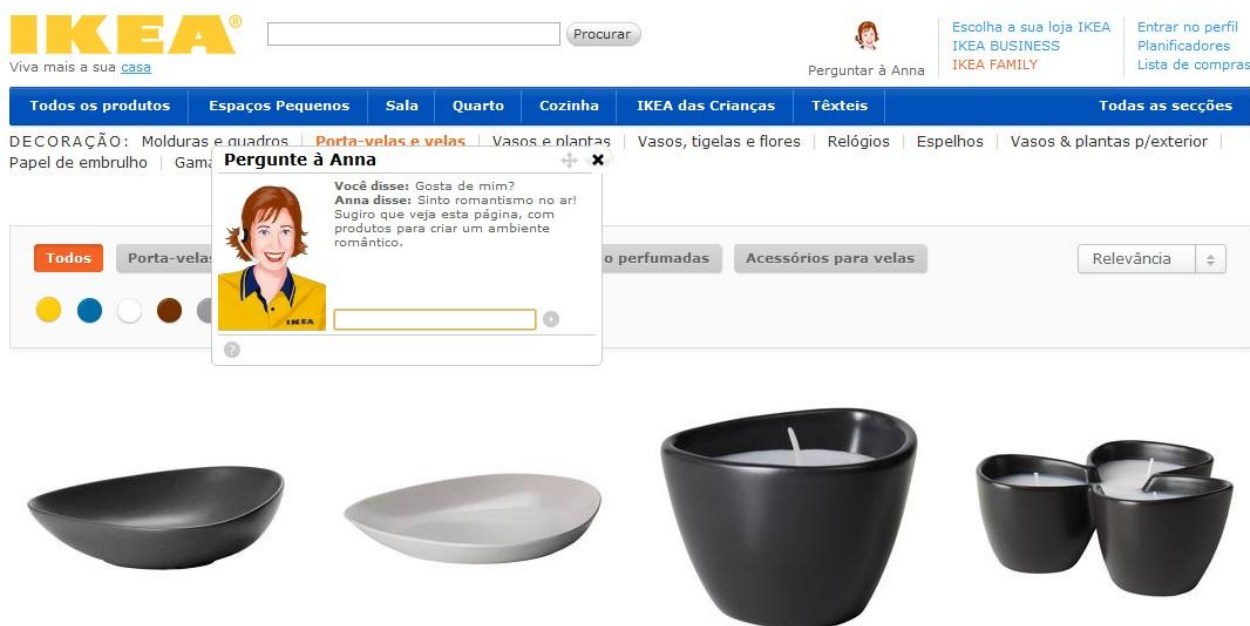 IKEA®
Procurar
Viva mais a sua casa
Perguntar à Anna
Escolha a sua loja IKEA
IKEA BUSINESS
IKEA FAMILY
Entrar no perfil
Planificadores
Lista de compras
Todos os produtos Espaços Pequenos Sala Quarto Cozinha IKEA das Crianças Têxteis Todas as secções
DECORAÇÃO: Molduras e quadros | Porta-velas e velas | Vasos e plantas | Vasos, tigelas e flores | Relógios | Espelhos | Vasos & plantas p/exterior |
Papel de embrulho |
Pergunte à Anna
Você disse: Gosta de mim?
Anna disse: Sinto romantismo no ar!
Sugiro que veja esta página, com
produtos para criar um ambiente
romântico.
IKEA
?
Todos Porta-velas perfumadas Acessórios para velas Relevância